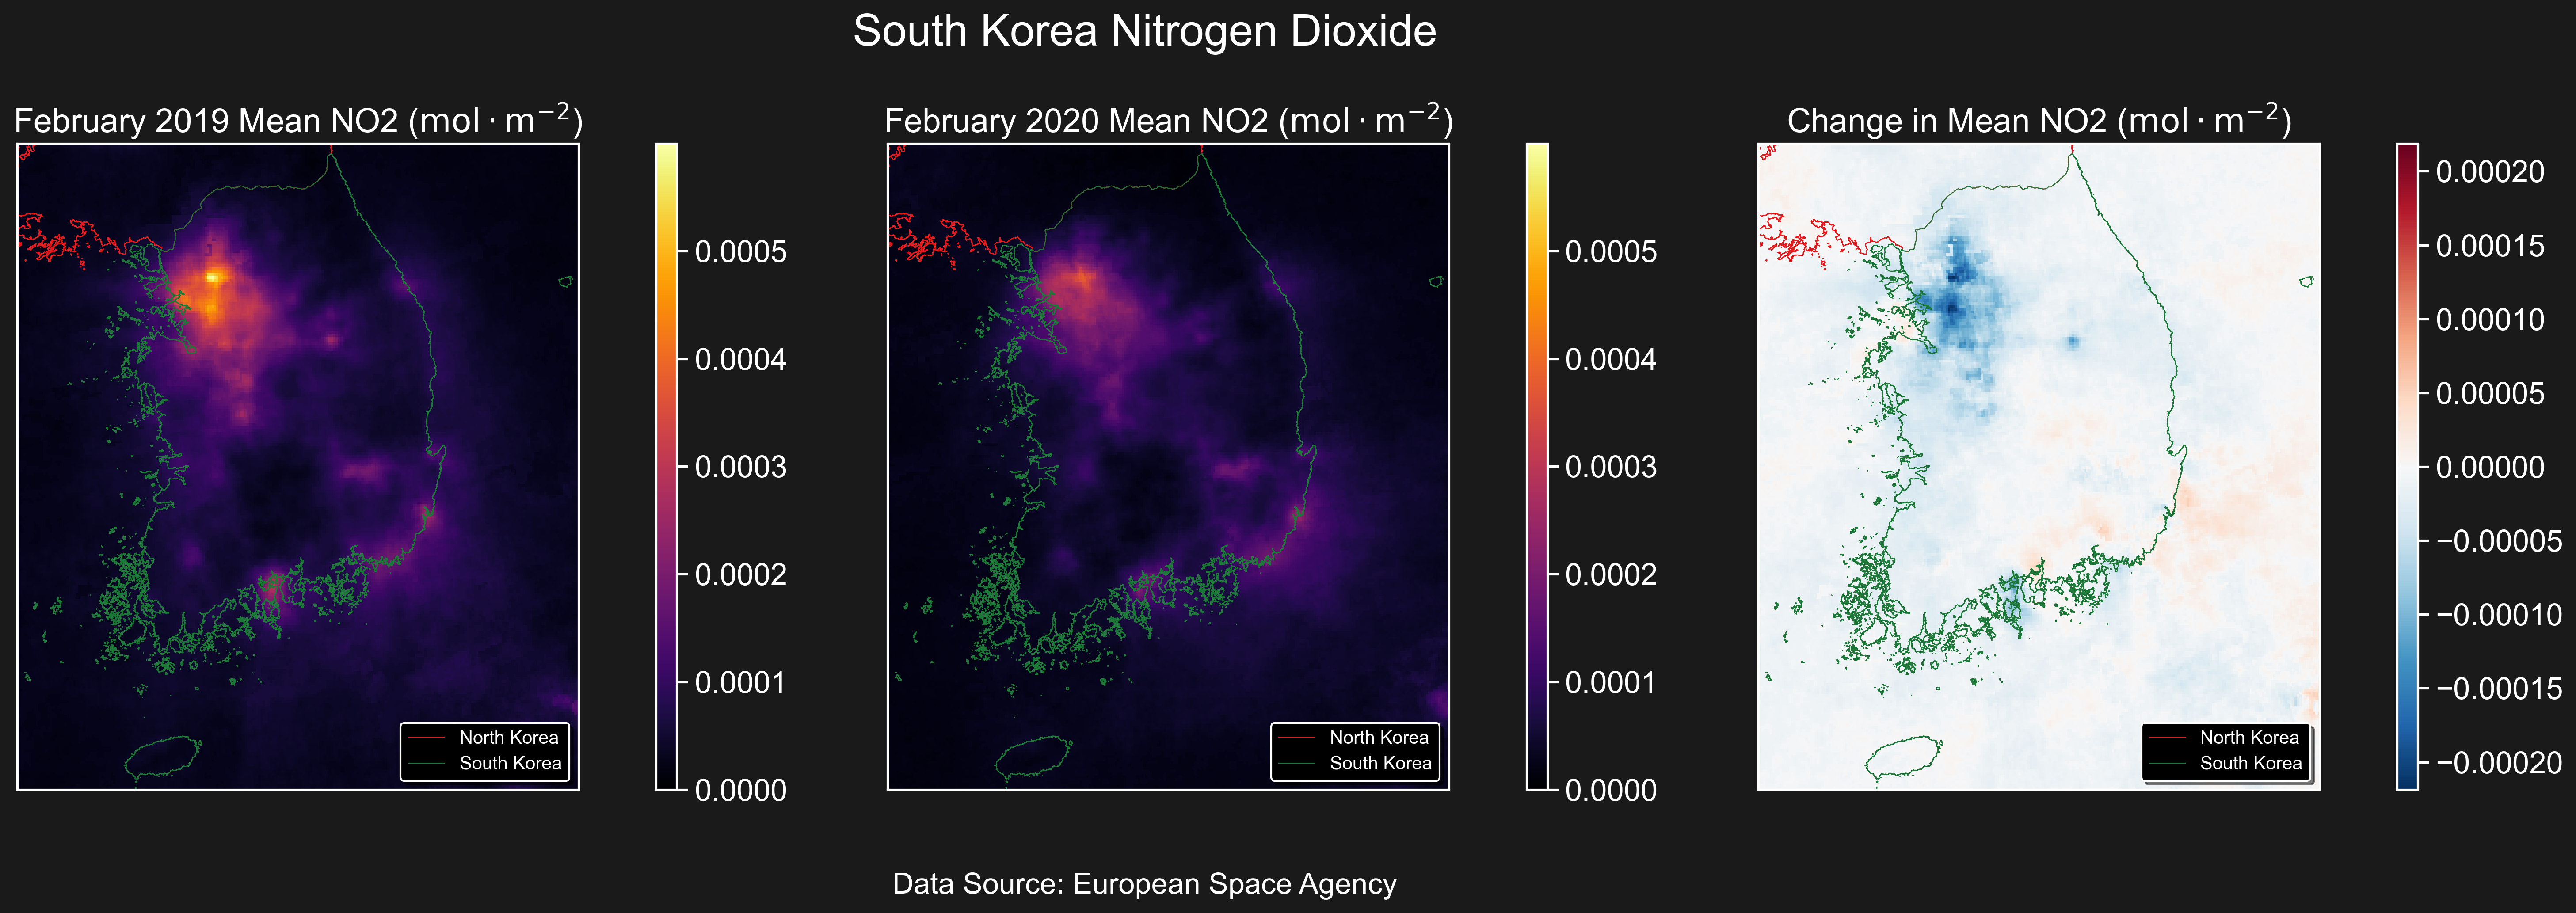 South Korea Nitrogen Dioxide
February 2019 Mean NO2 (mol · m⁻²)
0.0005
0.0004
0.0003
0.0002
0.0001
0.0000
North Korea
South Korea
February 2020 Mean NO2 (mol · m⁻²)
0.0005
0.0004
0.0003
0.0002
0.0001
0.0000
North Korea
South Korea
Change in Mean NO2 (mol · m⁻²)
0.00020
0.00015
0.00010
0.00005
0.00000
−0.00005
−0.00010
−0.00015
−0.00020
North Korea
South Korea
Data Source: European Space Agency